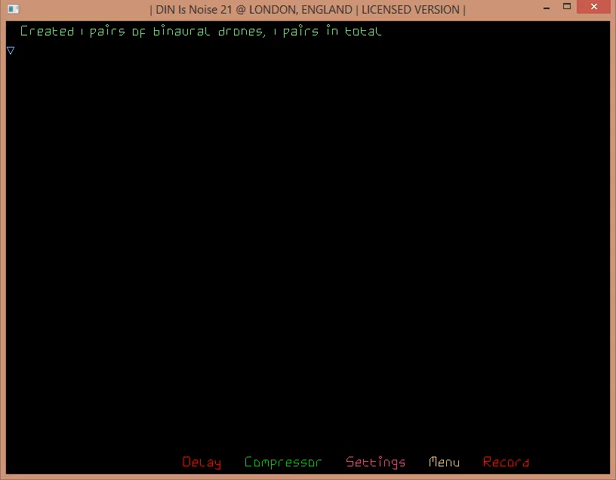 | DIN Is Noise 21 @ LONDON, ENGLAND | LICENSED VERSION |
Created 1 pairs of binaural drones, 1 pairs in total
Delay Compressor Settings Menu Record